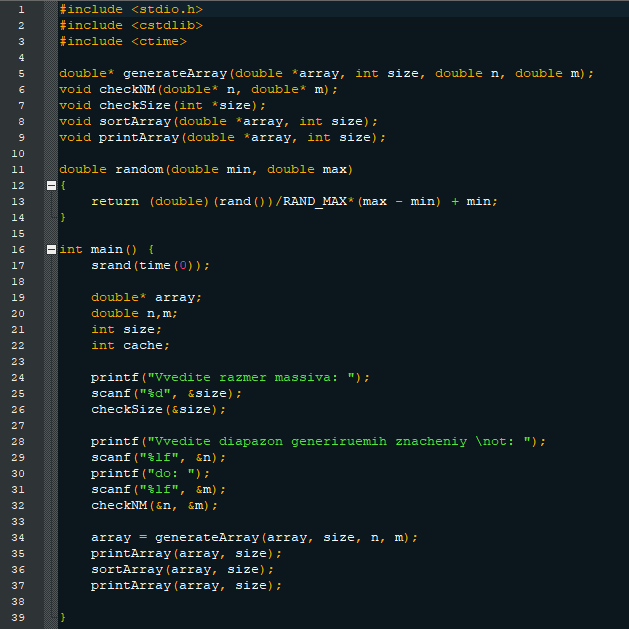 1 #include <stdio.h>
2 #include <cstdlib>
3 #include <ctime>
4
5 double* generateArray(double *array, int size, double n, double m);
6 void checkNM(double* n, double* m);
7 void checkSize(int *size);
8 void sortArray(double *array, int size);
9 void printArray(double *array, int size);
10
11 double random(double min, double max)
12 {
13 return (double)(rand())/RAND_MAX*(max - min) + min;
14 }
15
16 int main() {
17 srand(time(0));
18
19 double* array;
20 double n,m;
21 int size;
22 int cache;
23
24 printf("Vvedite razmer massiva: ");
25 scanf("%d", &size);
26 checkSize(&size);
27
28 printf("Vvedite diapazon generiruemih znacheniy \not: ");
29 scanf("%lf", &n);
30 printf("do: ");
31 scanf("%lf", &m);
32 checkNM(&n, &m);
33
34 array = generateArray(array, size, n, m);
35 printArray(array, size);
36 sortArray(array, size);
37 printArray(array, size);
38
39 }